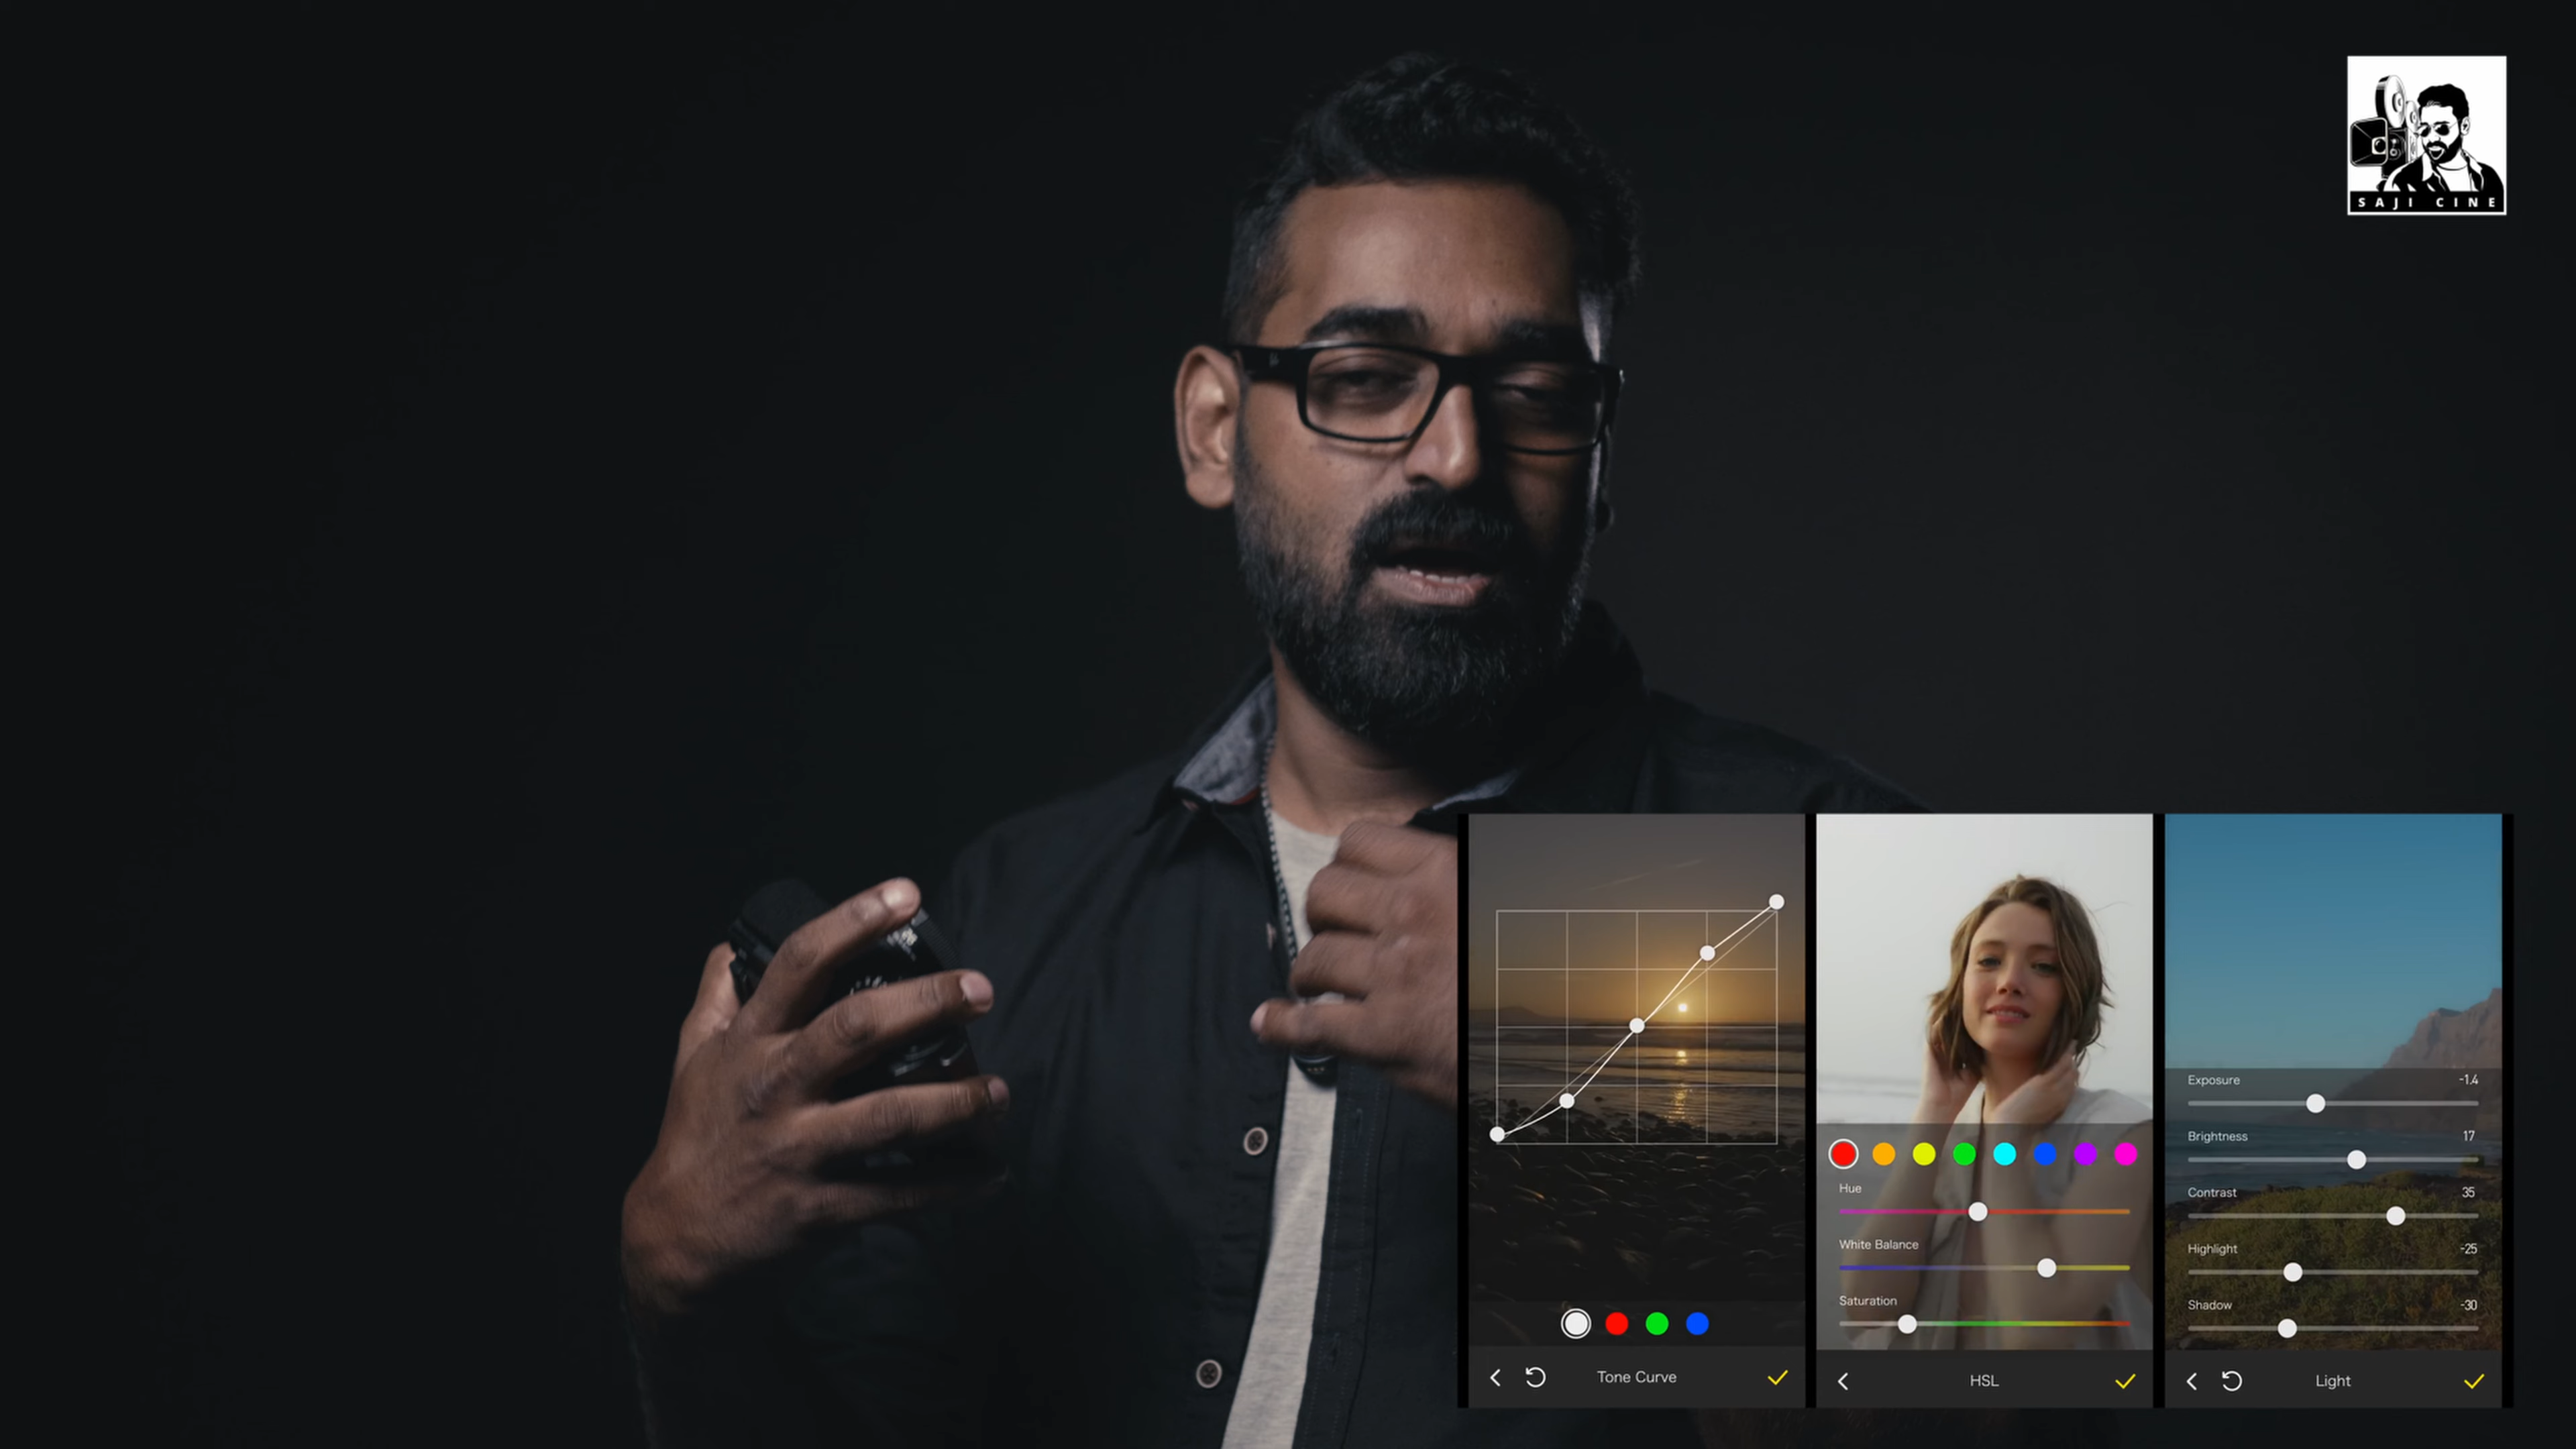 SAJI CINE
Tone Curve
Hue
White Balance
Saturation
HSL
Exposure -1.4
Brightness 17
Contrast 35
Highlight -25
Shadow -30
Light